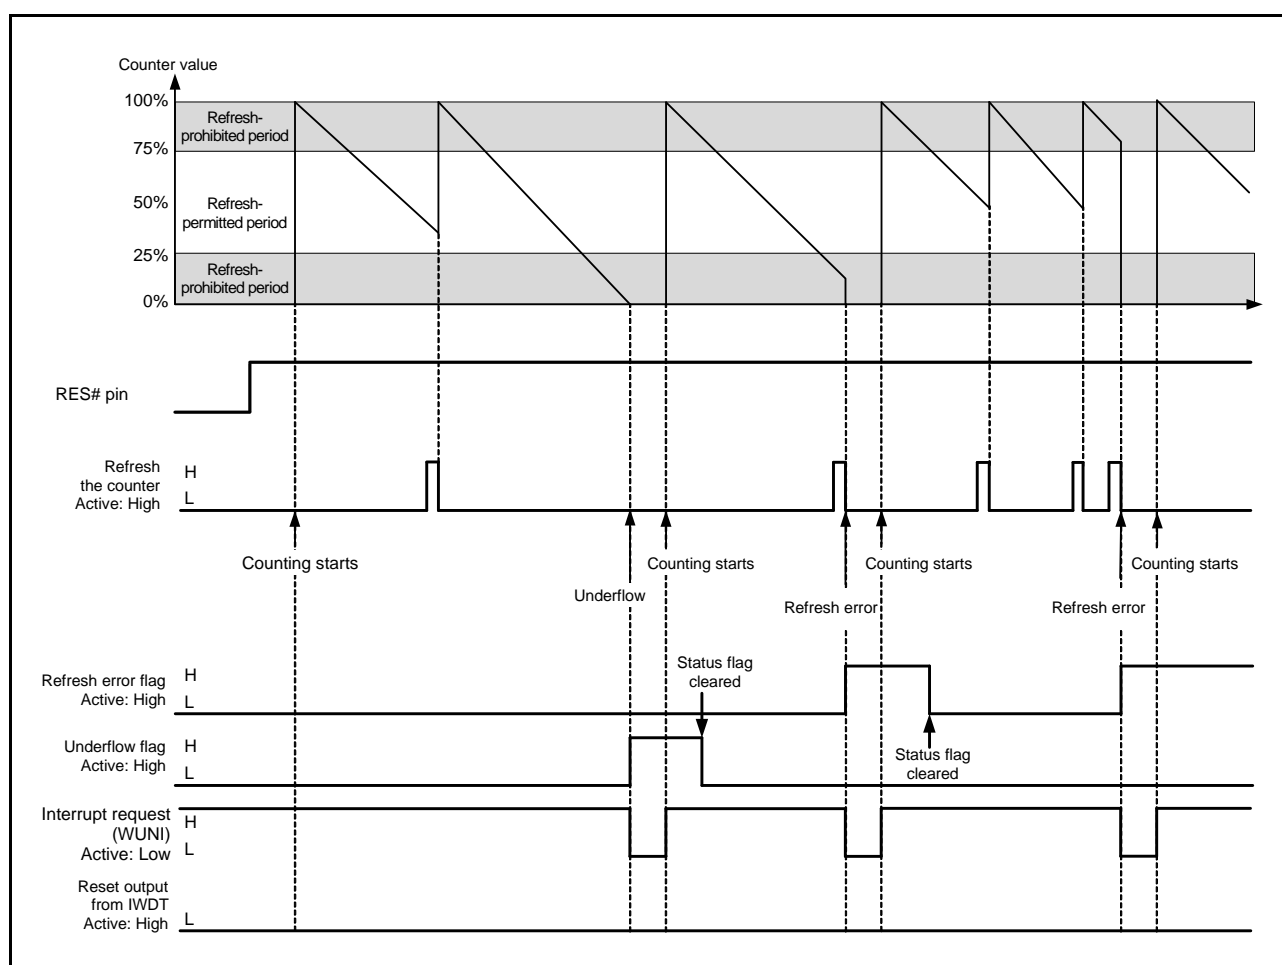 Counter value
100%
Refresh-
prohibited period
75%
50%
Refresh-
permitted period
25%
Refresh-
prohibited period
0%
RES# pin
Refresh
the counter
Active: High
H
L
Counting starts
Counting starts
Counting starts
Counting starts
Underflow
Refresh error
Refresh error
Refresh error flag
Active: High
H
L
Status flag
cleared
Underflow flag
Active: High
H
L
Status flag
cleared
Interrupt request
(WUNI)
Active: Low
H
L
Reset output
from IWDT
Active: High
L